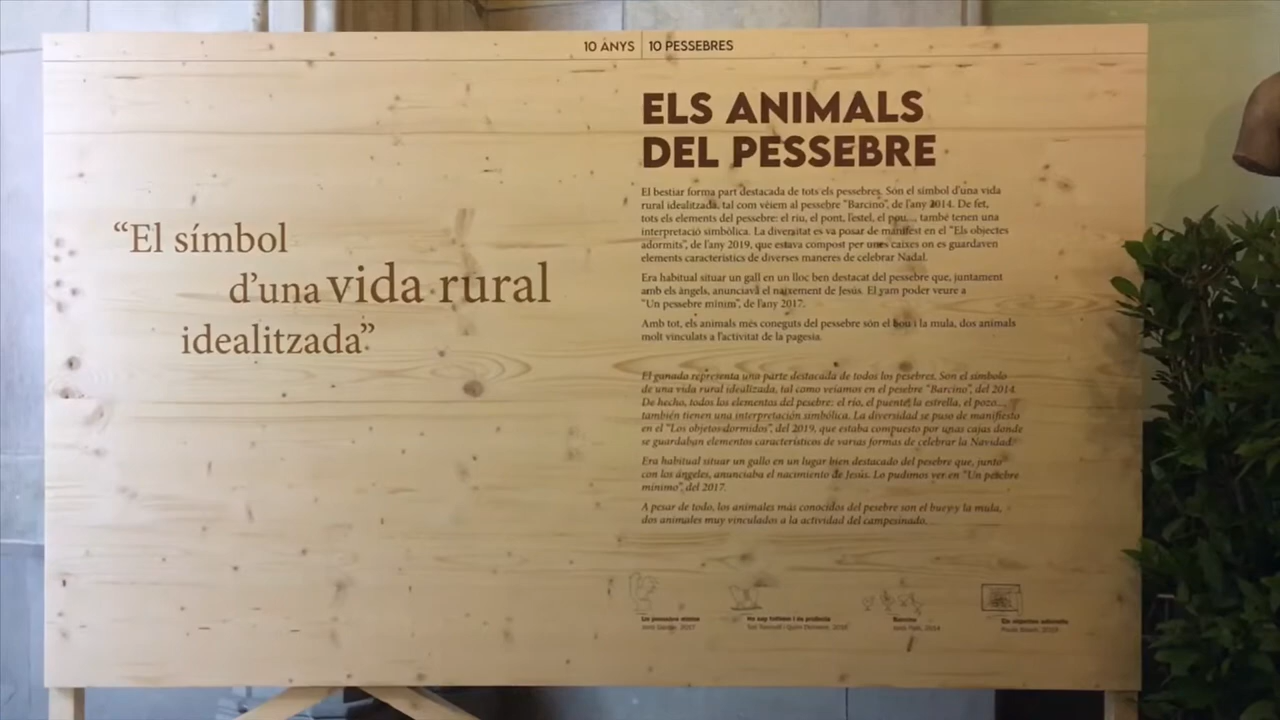 10 ANYS | 10 PESSEBRES
ELS ANIMALS
DEL PESSEBRE
“El símbol
d’una vida rural
idealitzada”
El bestiar forma part destacada de tots els pessebres. Són el símbol d’una vida
rural idealitzada, tal com vèiem al pessebre “Barcino”, de l’any 2014. De fet,
tots els elements del pessebre: el riu, el pont, l’estel, el pou..., també tenen una
interpretació simbòlica. La diversitat es va posar de manifest en el “Els objectes
adormits”, de l’any 2019, que estava compost per unes caixes on es guardaven
elements característics de diverses maneres de celebrar Nadal.
Era habitual situar un gall en un lloc ben destacat del pessebre que, juntament
amb els àngels, anunciava el naixement de Jesús. El vam poder veure a
“Un pessebre mínim”, de l’any 2017.
Amb tot, els animals més coneguts del pessebre són el bou i la mula, dos animals
molt vinculats a l’activitat de la pagesia.
El ganado representa una parte destacada de todos los pesebres. Son el símbolo
de una vida rural idealizada, tal como veíamos en el pesebre “Barcino”, del 2014.
De hecho, todos los elementos del pesebre: el río, el puente, la estrella, el pozo...,
también tienen una interpretación simbólica. La diversidad se puso de manifiesto
en el “Los objetos dormidos”, del 2019, que estaba compuesto por unas cajas donde
se guardaban elementos característicos de varias formas de celebrar la Navidad.
Era habitual situar un gallo en un lugar bien destacado del pesebre que, junto
con los ángeles, anunciaba el nacimiento de Jesús. Lo pudimos ver en “Un pesebre
mínimo”, del 2017.
A pesar de todo, los animales más conocidos del pesebre son el buey y la mula,
dos animales muy vinculados a la actividad del campesinado.
Un pessebre mínim
2017
Barcino
2014
Els objectes adormits
2019